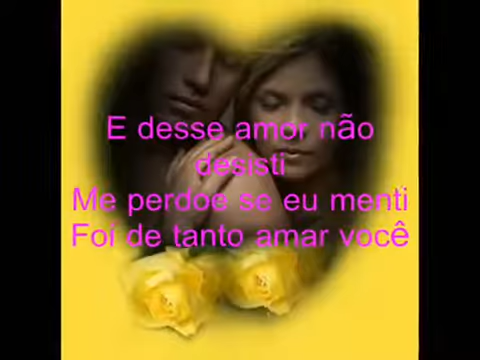 E desse amor não
desisti
Me perdoe se eu menti
Foi de tanto amar você